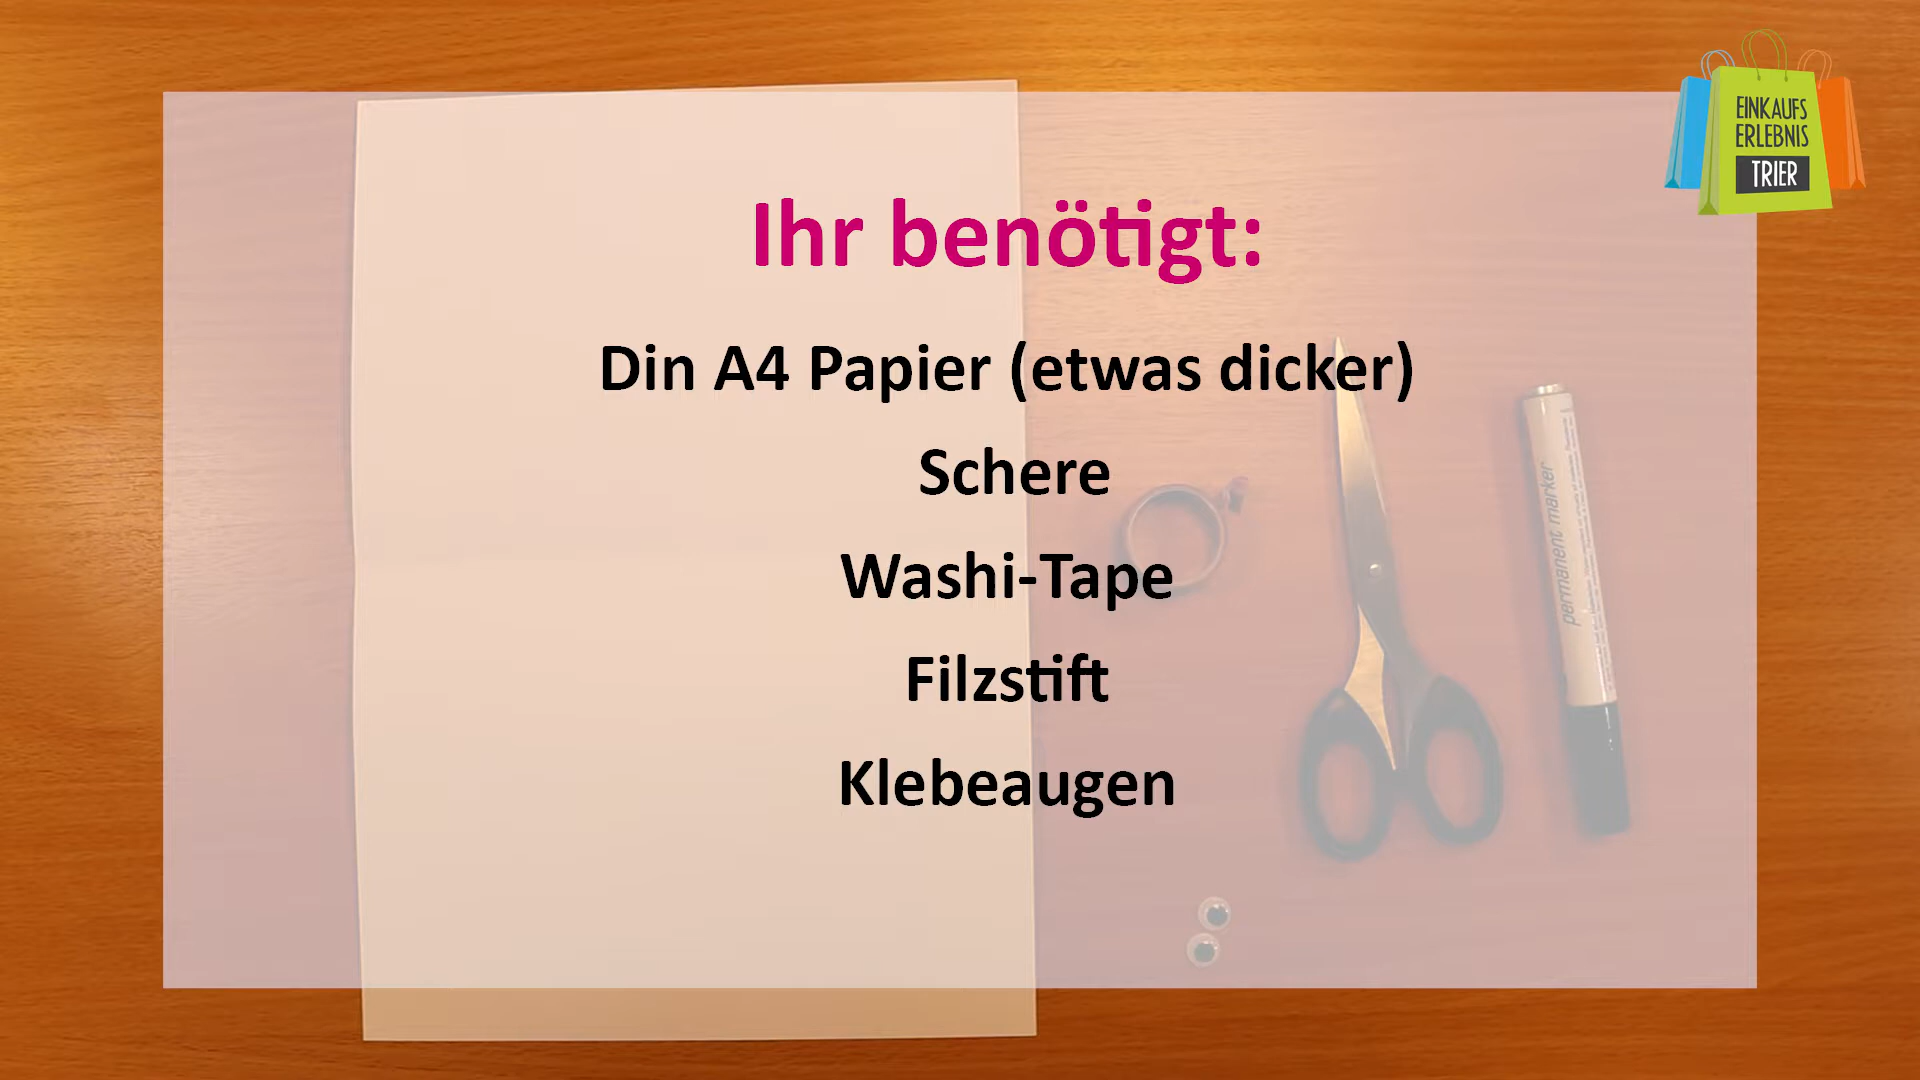 EINKAUFS
ERLEBNIS
TRIER
Ihr benötigt:
Din A4 Papier (etwas dicker)
Schere
Washi-Tape
Filzstift
Klebeaugen
permanent marker